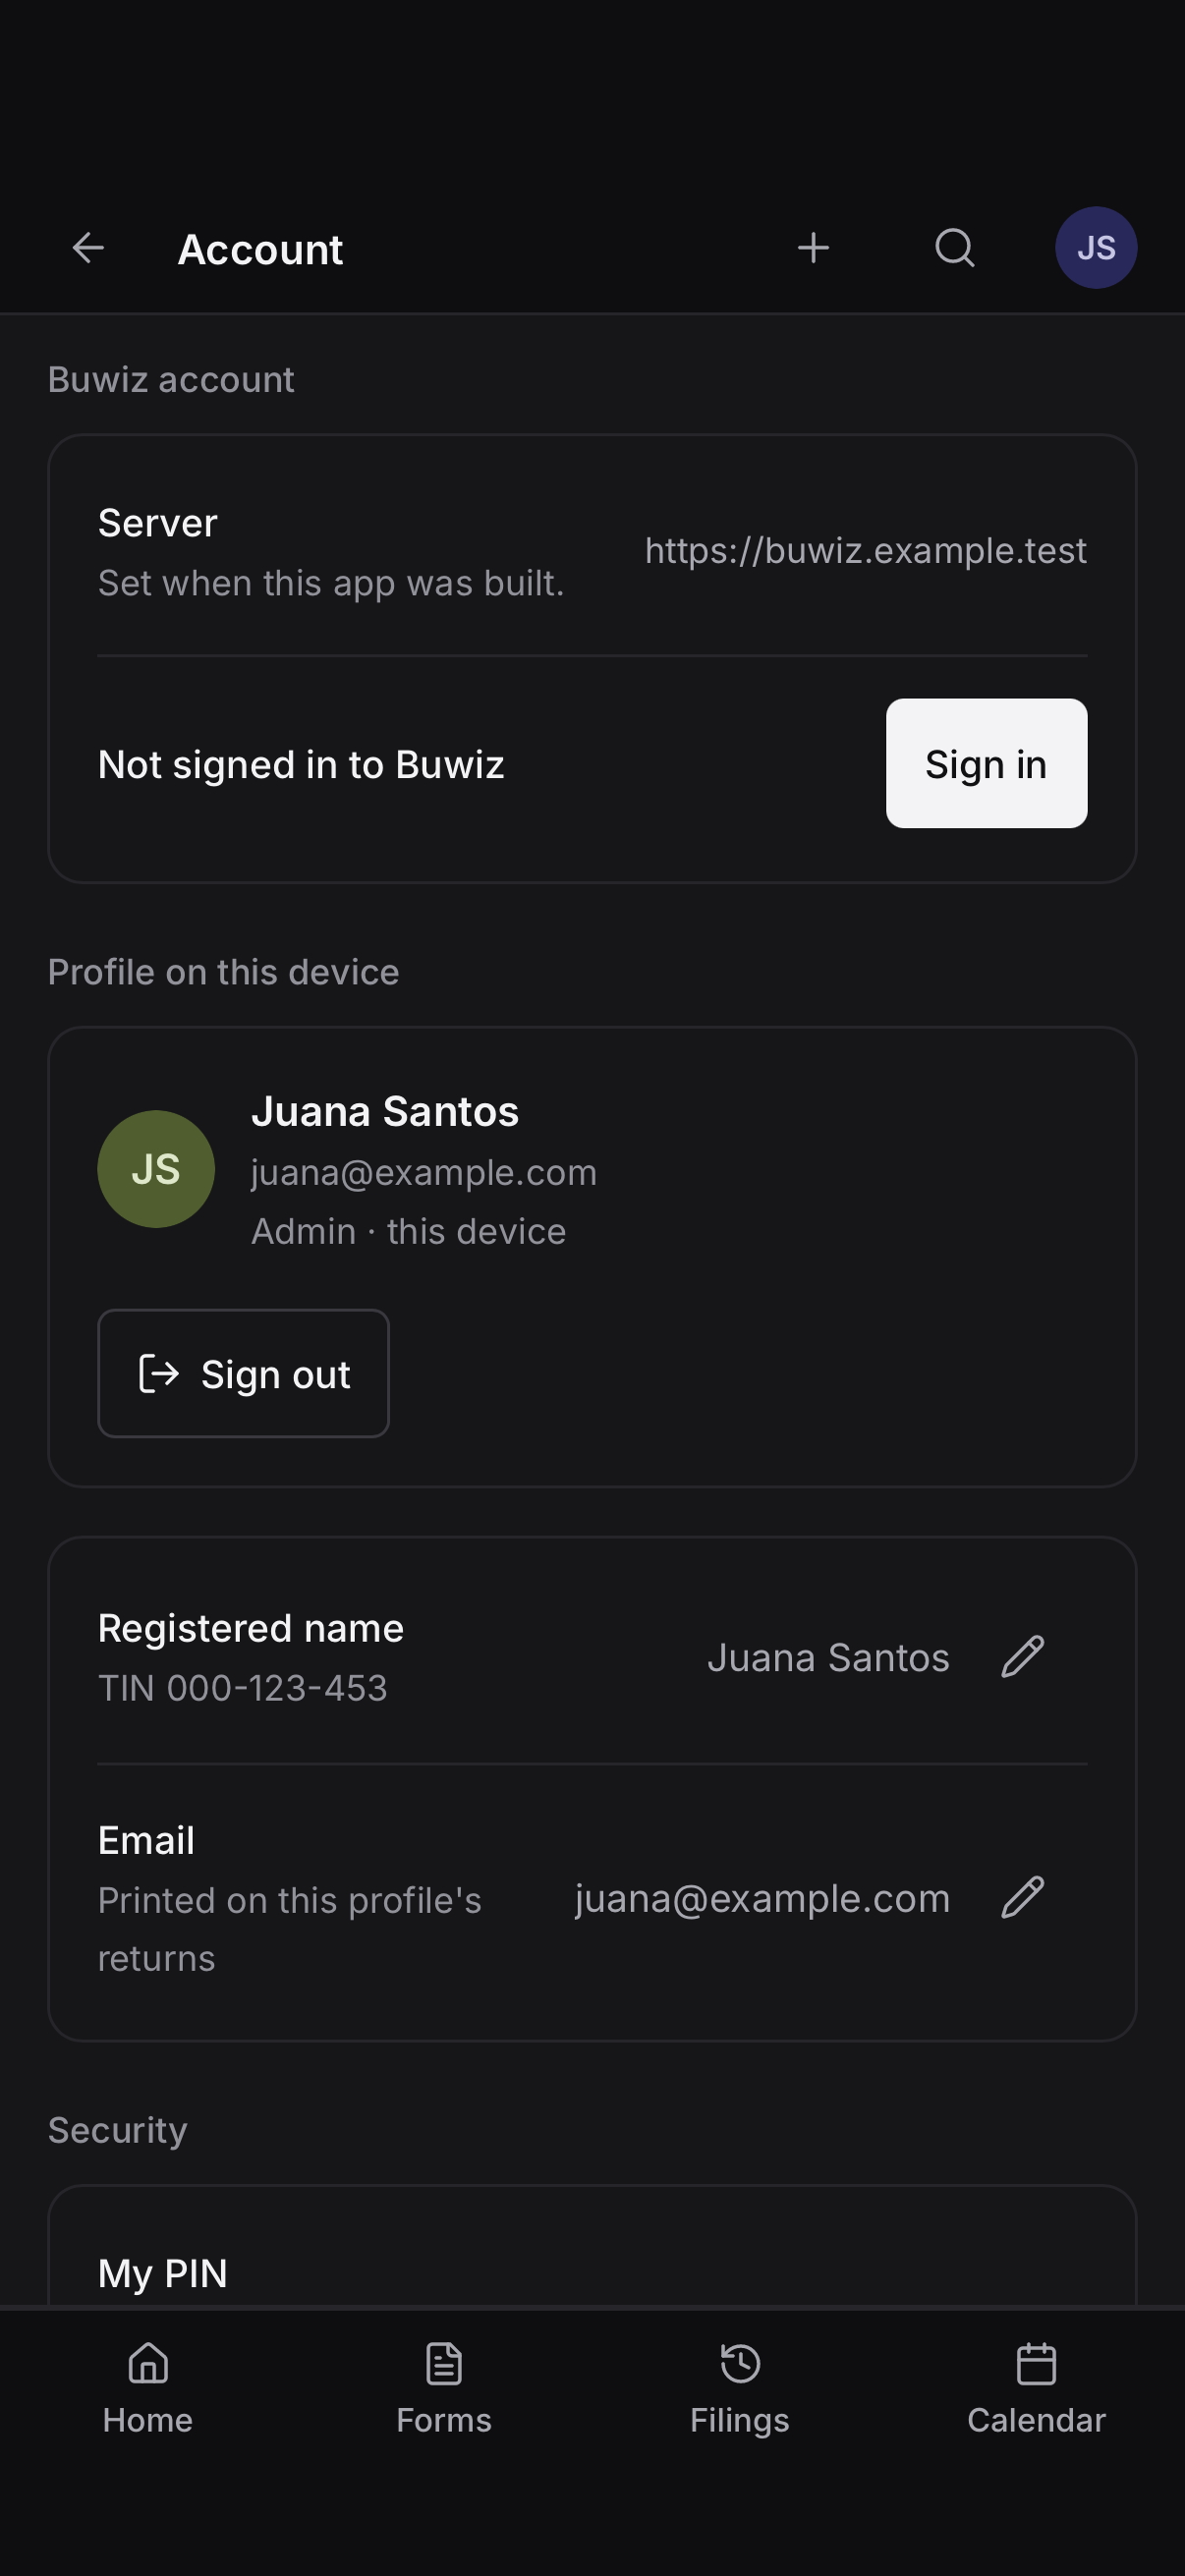 Account
JS
Buwiz account
Server
Set when this app was built.
https://buwiz.example.test
Not signed in to Buwiz
Sign in
Profile on this device
JS
Juana Santos
juana@example.com
Admin · this device
Sign out
Registered name
TIN 000-123-453
Juana Santos
Email
Printed on this profile's
returns
juana@example.com
Security
My PIN
Home
Forms
Filings
Calendar